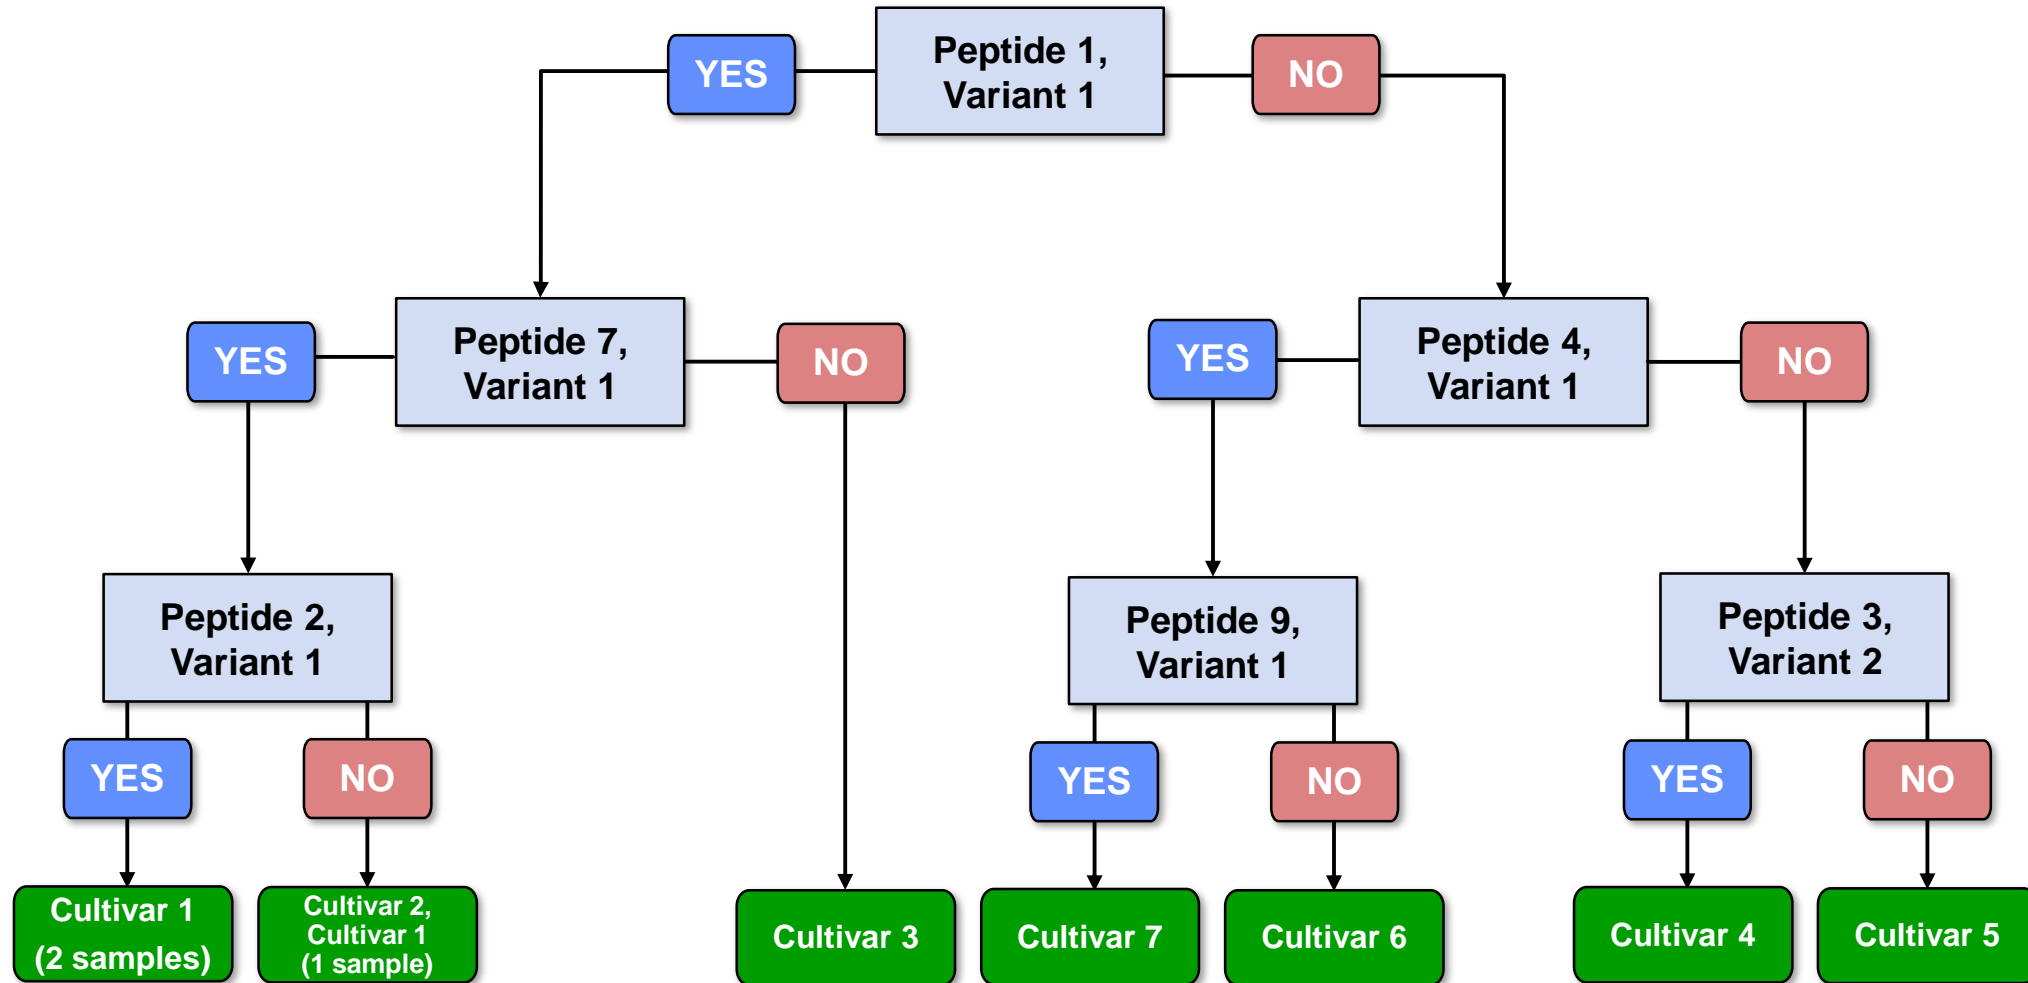 YES
Peptide 1,
Variant 1
NO
YES
Peptide 7,
Variant 1
NO
YES
Peptide 4,
Variant 1
NO
Peptide 2,
Variant 1
Peptide 9,
Variant 1
Peptide 3,
Variant 2
YES
NO
YES
NO
YES
NO
Cultivar 1
(2 samples)
Cultivar 2,
Cultivar 1
(1 sample)
Cultivar 3
Cultivar 7
Cultivar 6
Cultivar 4
Cultivar 5